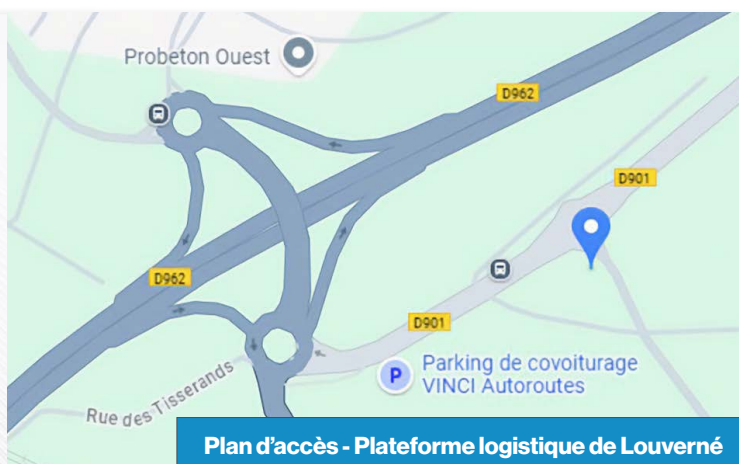 Probeton Ouest
D962
D901
D962
D901
P
Parking de covoiturage
VINCI Autoroutes
Rue des Tisserands
Plan d'accès - Plateforme logistique de Louverné